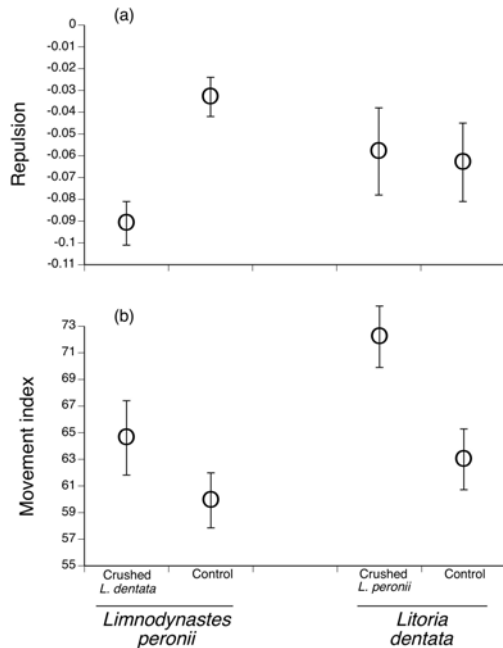 (a)
0
-0.01
-0.02
-0.03
-0.04
-0.05
-0.06
-0.07
-0.08
-0.09
-0.1
-0.11
Repulsion
(b)
73
71
69
67
65
63
61
59
57
55
Movement index
Crushed
L. dentata
Control
Crushed
L. peronii
Control
Limnodynastes
peronii
Litoria
dentata